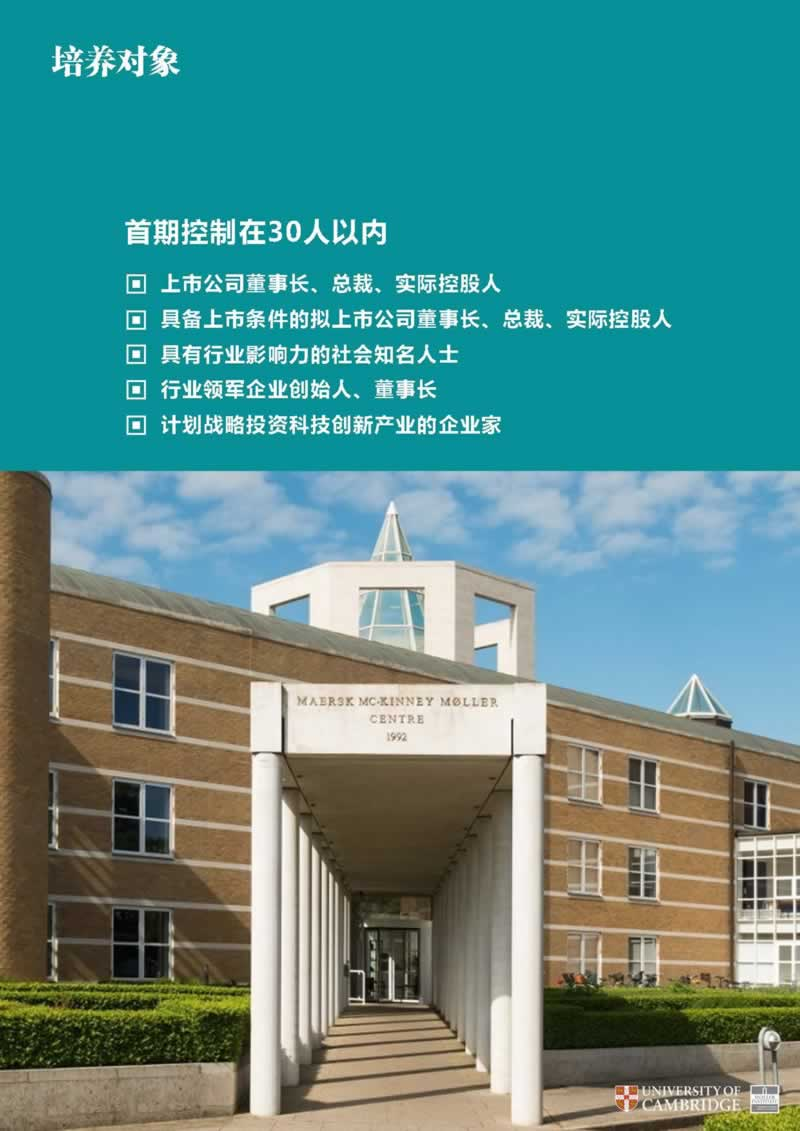 培养对象
首期控制在30人以内
上市公司董事长、总裁、实际控股人
具备上市条件的拟上市公司董事长、总裁、实际控股人
具有行业影响力的社会知名人士
行业领军企业创始人、董事长
计划战略投资科技创新产业的企业家
MAERSK MC-KINNEY MØLLER
CENTRE
1992
UNIVERSITY OF
CAMBRIDGE